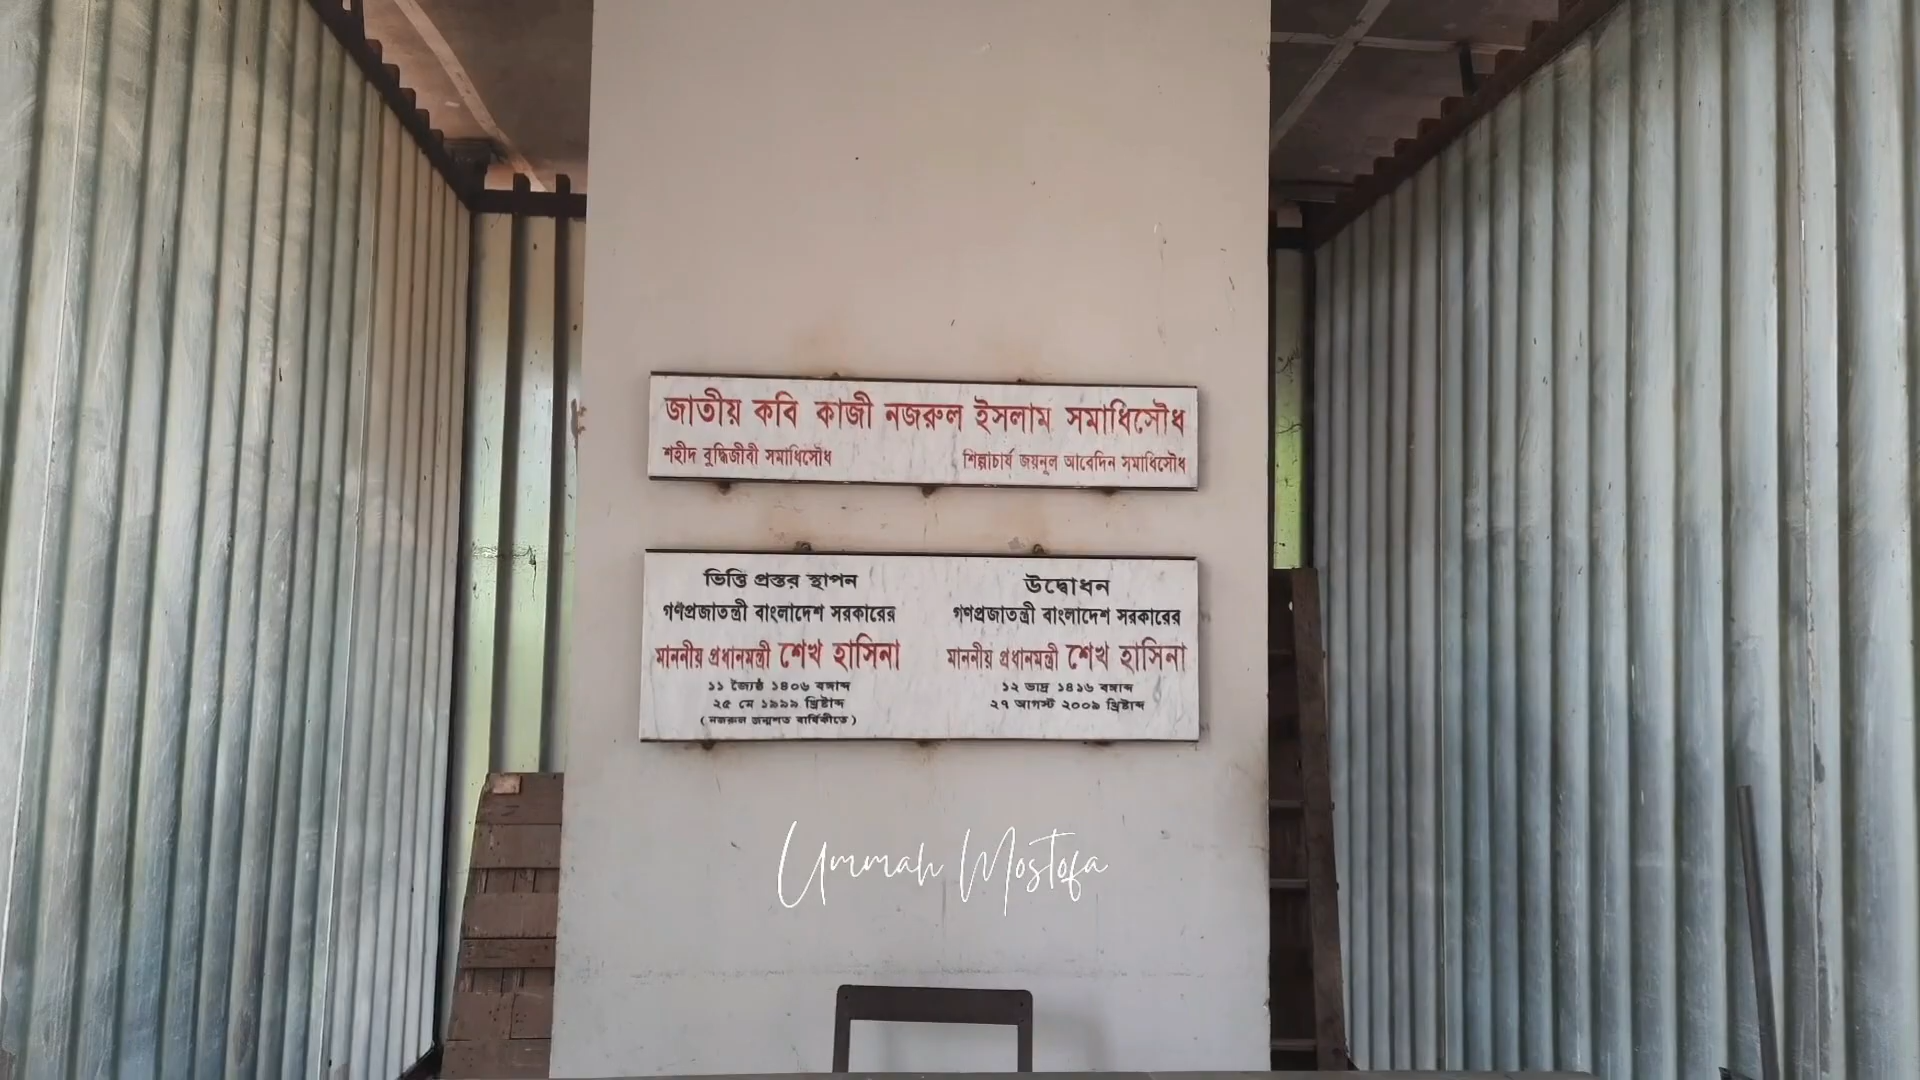 জাতীয় কবি কাজী নজরুল ইসলাম সমাধিসৌধ
শহীদ বুদ্ধিজীবী সমাধিসৌধ
শিল্পাচার্য জয়নুল আবেদিন সমাধিসৌধ
ভিত্তি প্রস্তর স্থাপন
গণপ্রজাতন্ত্রী বাংলাদেশ সরকারের
মাননীয় প্রধানমন্ত্রী শেখ হাসিনা
১১ জ্যৈষ্ঠ ১৪০৬ বঙ্গাব্দ
২৫ মে ১৯৯৯ খ্রিষ্টাব্দ
( নজরুল জন্মশত বার্ষিকীতে )
উদ্বোধন
গণপ্রজাতন্ত্রী বাংলাদেশ সরকারের
মাননীয় প্রধানমন্ত্রী শেখ হাসিনা
১২ ভাদ্র ১৪১৬ বঙ্গাব্দ
২৭ আগস্ট ২০০৯ খ্রিষ্টাব্দ
Ummah Mostofa